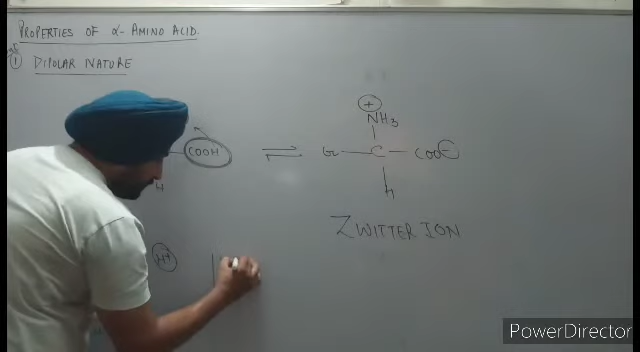 PROPERTIES OF α- AMINO ACID.
① DIPOLAR NATURE
⊕
NH3
COOH ⇌ C — COO⊖
H
H
ZWITTER ION
H+
PowerDirector